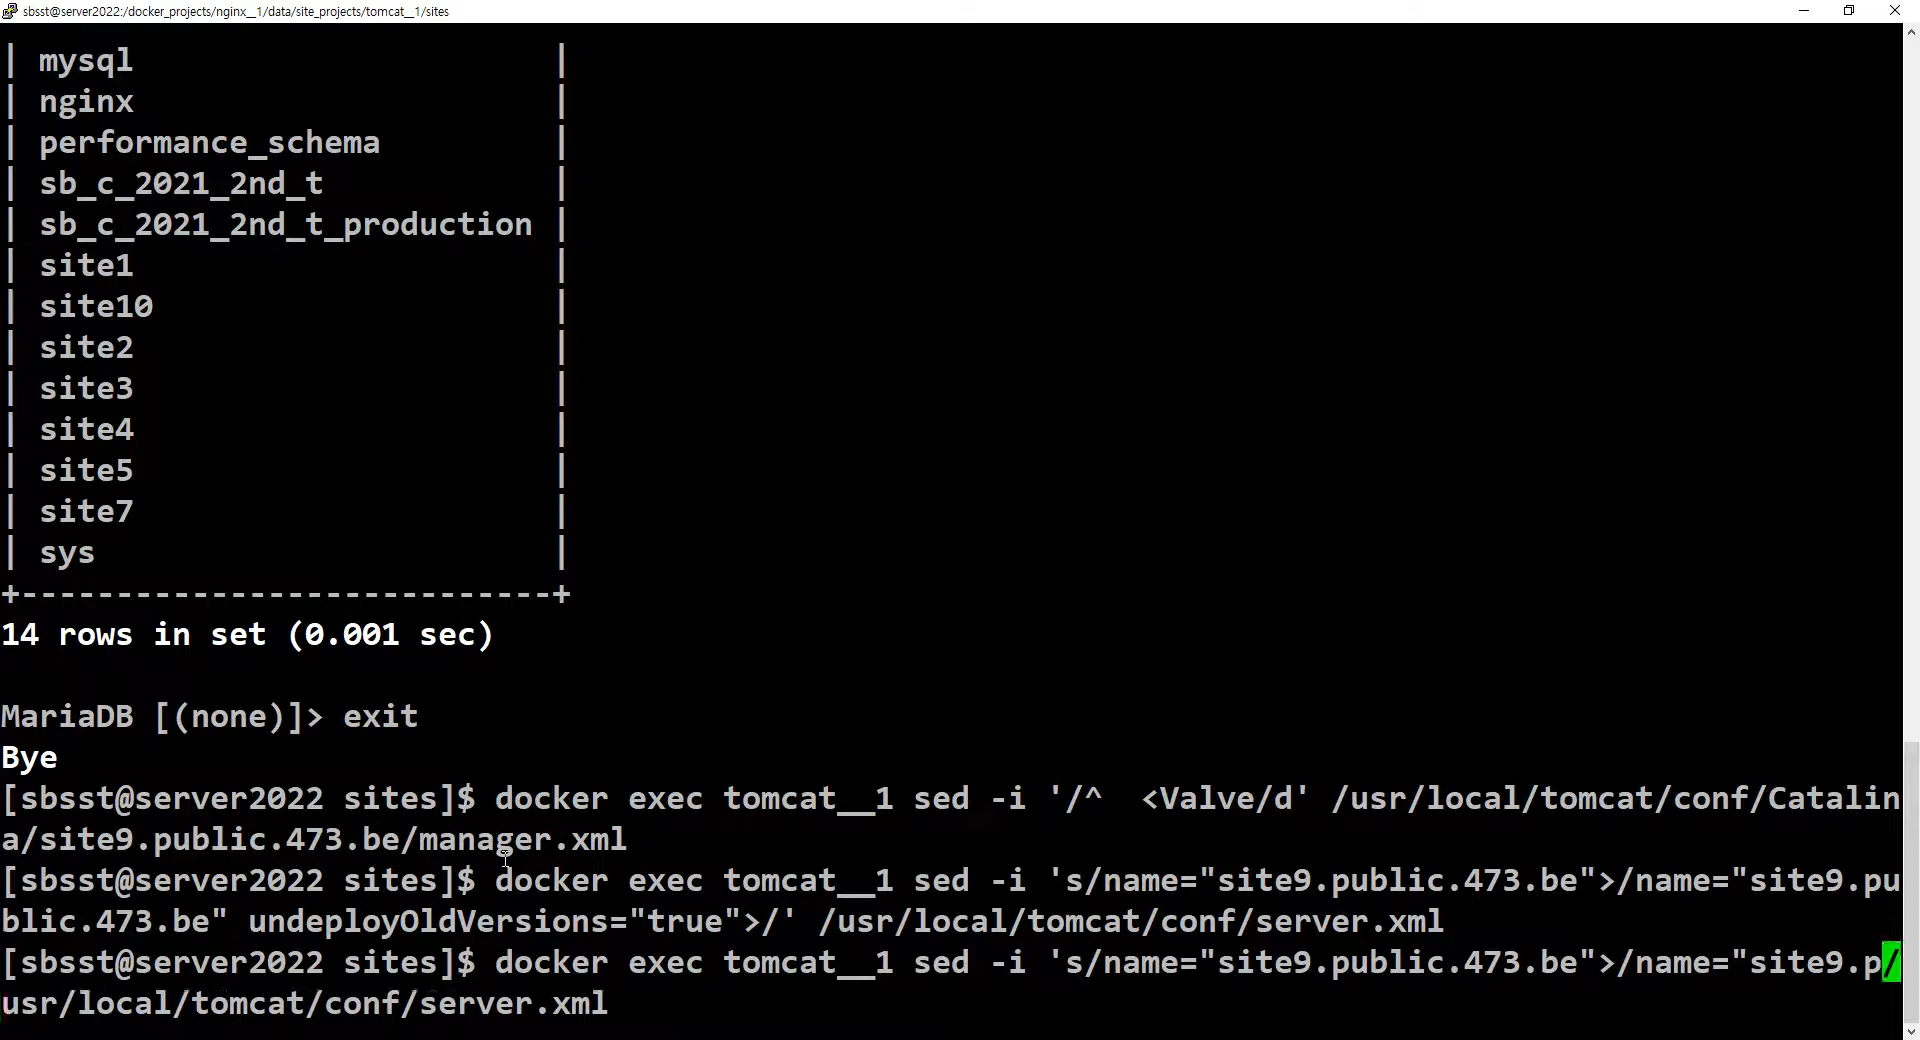 sbsst@server2022:/docker_projects/nginx__1/data/site_projects/tomcat__1/sites
| mysql                     |
| nginx                     |
| performance_schema        |
| sb_c_2021_2nd_t           |
| sb_c_2021_2nd_t_production |
| site1                     |
| site10                    |
| site2                     |
| site3                     |
| site4                     |
| site5                     |
| site7                     |
| sys                       |
+----------------------------+
14 rows in set (0.001 sec)
MariaDB [(none)]> exit
Bye
[sbsst@server2022 sites]$ docker exec tomcat__1 sed -i '/^  <Valve/d' /usr/local/tomcat/conf/Catalin
a/site9.public.473.be/manager.xml
[sbsst@server2022 sites]$ docker exec tomcat__1 sed -i 's/name="site9.public.473.be">/name="site9.pu
blic.473.be" undeployOldVersions="true">/' /usr/local/tomcat/conf/server.xml
[sbsst@server2022 sites]$ docker exec tomcat__1 sed -i 's/name="site9.public.473.be">/name="site9.p/
usr/local/tomcat/conf/server.xml